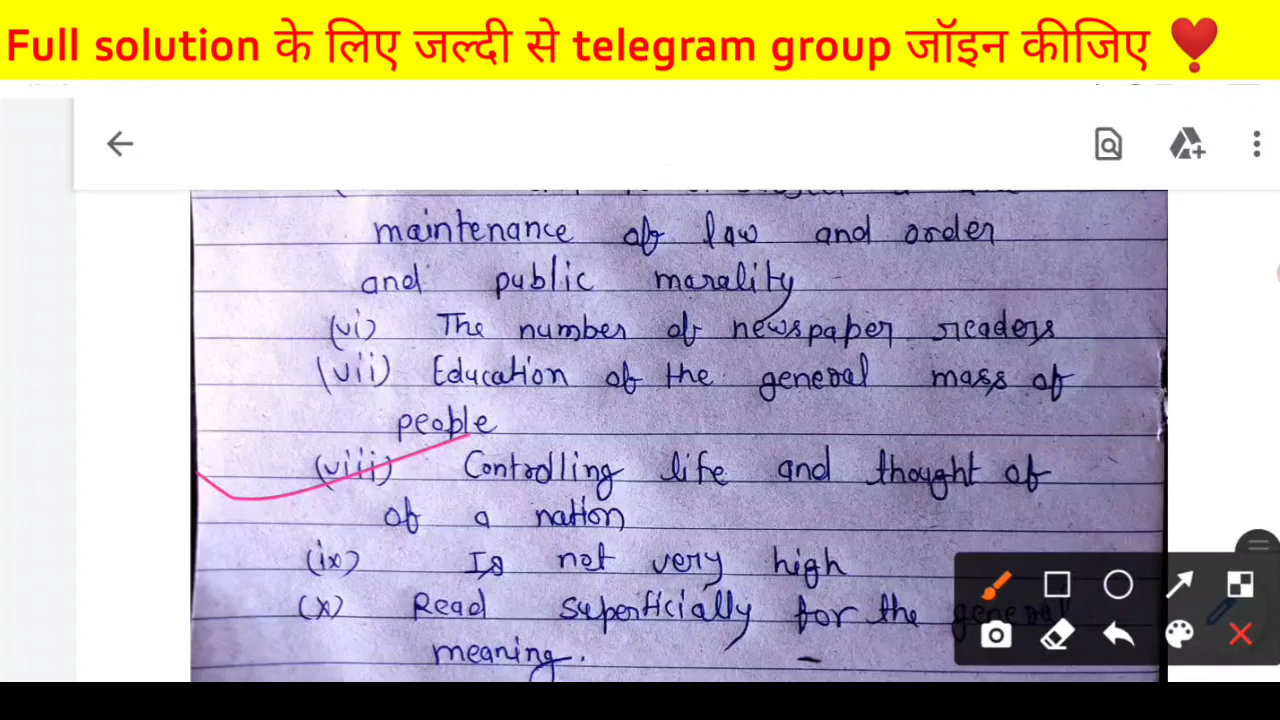 Full solution के लिए जल्दी से telegram group जॉइन कीजिए
maintenance of law and order
and public morality
(vi) The number of newspaper readers
(vii) Education of the general mass of
people
(viii) Controlling life and thought of
of a nation
(ix) Is not very high
(x) Read superficially for the general
meaning.